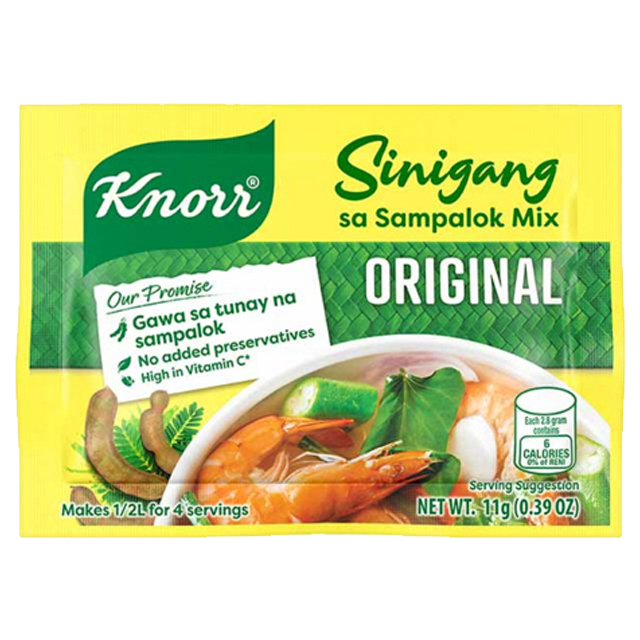 Knorr®
Sinigang
sa Sampalok Mix
ORIGINAL
Our Promise
Gawa sa tunay na
sampalok
No added preservatives
High in Vitamin C*
Each 2.8 gram
contains
6
CALORIES
0% of RENI
Serving Suggestion
Makes 1/2L for 4 servings
NET WT. 11g (0.39 OZ)